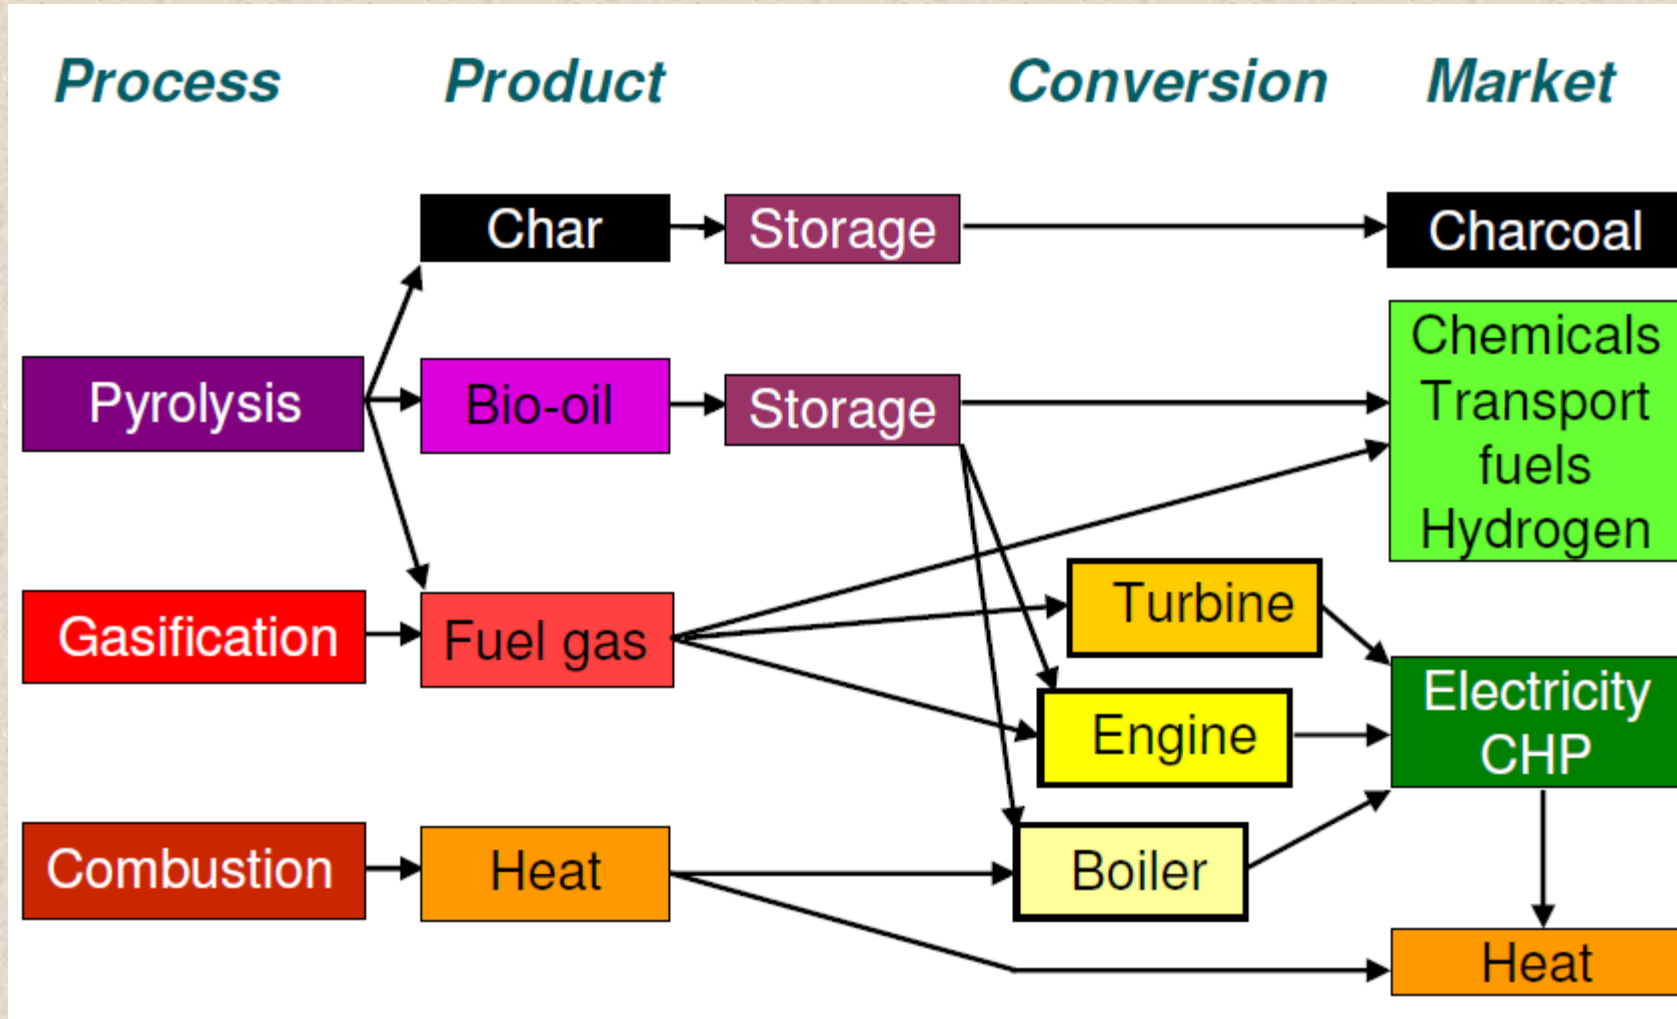 Process Product Conversion Market
Char Storage Charcoal
Pyrolysis Bio-oil Storage
Chemicals
Transport
fuels
Hydrogen
Gasification Fuel gas
Turbine
Engine
Electricity
CHP
Combustion Heat Boiler
Heat